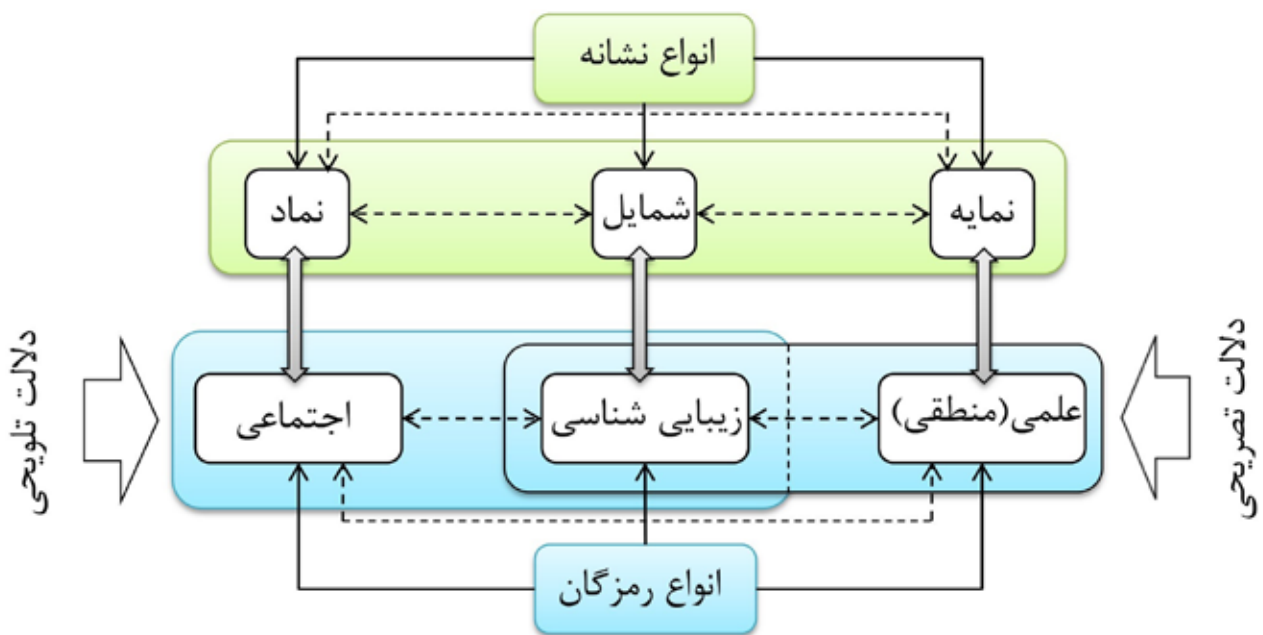 انواع نشانه
نمایه
شمایل
نماد
دلالت تصریحی
دلالت تلویحی
علمی(منطقی)
زیبایی شناسی
اجتماعی
انواع رمزگان